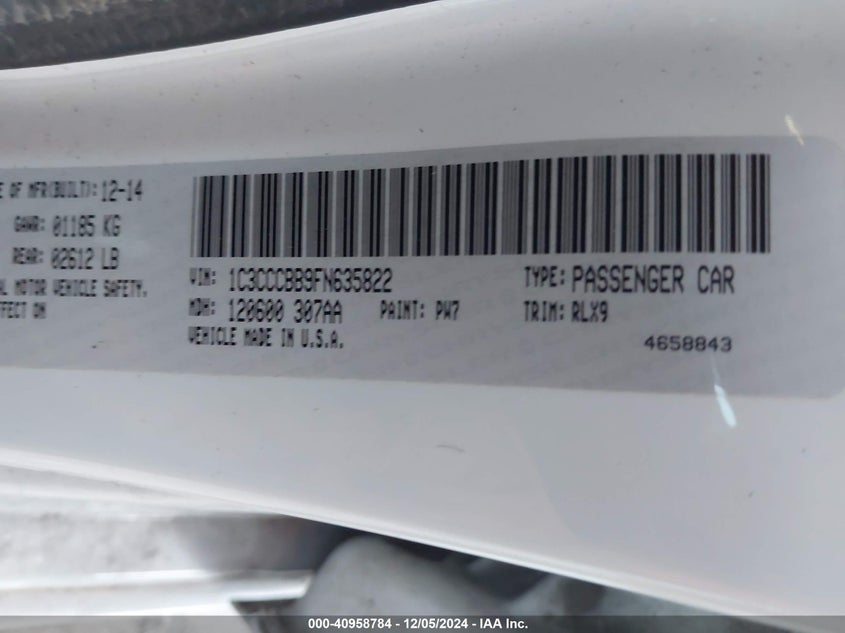 E OF MFR(BUILT): 12-14
GAWR: 01185 KG
REAR: 02612 LB
AL MOTOR VEHICLE SAFETY.
FFECT ON
VIN: 1C3CCCBB9FN635822 TYPE: PASSENGER CAR
MDH: 120600 307AA PAINT: PW7 TRIM: RLX9
VEHICLE MADE IN U.S.A. 4658843
000-40958784 - 12/05/2024 - IAA, Inc.